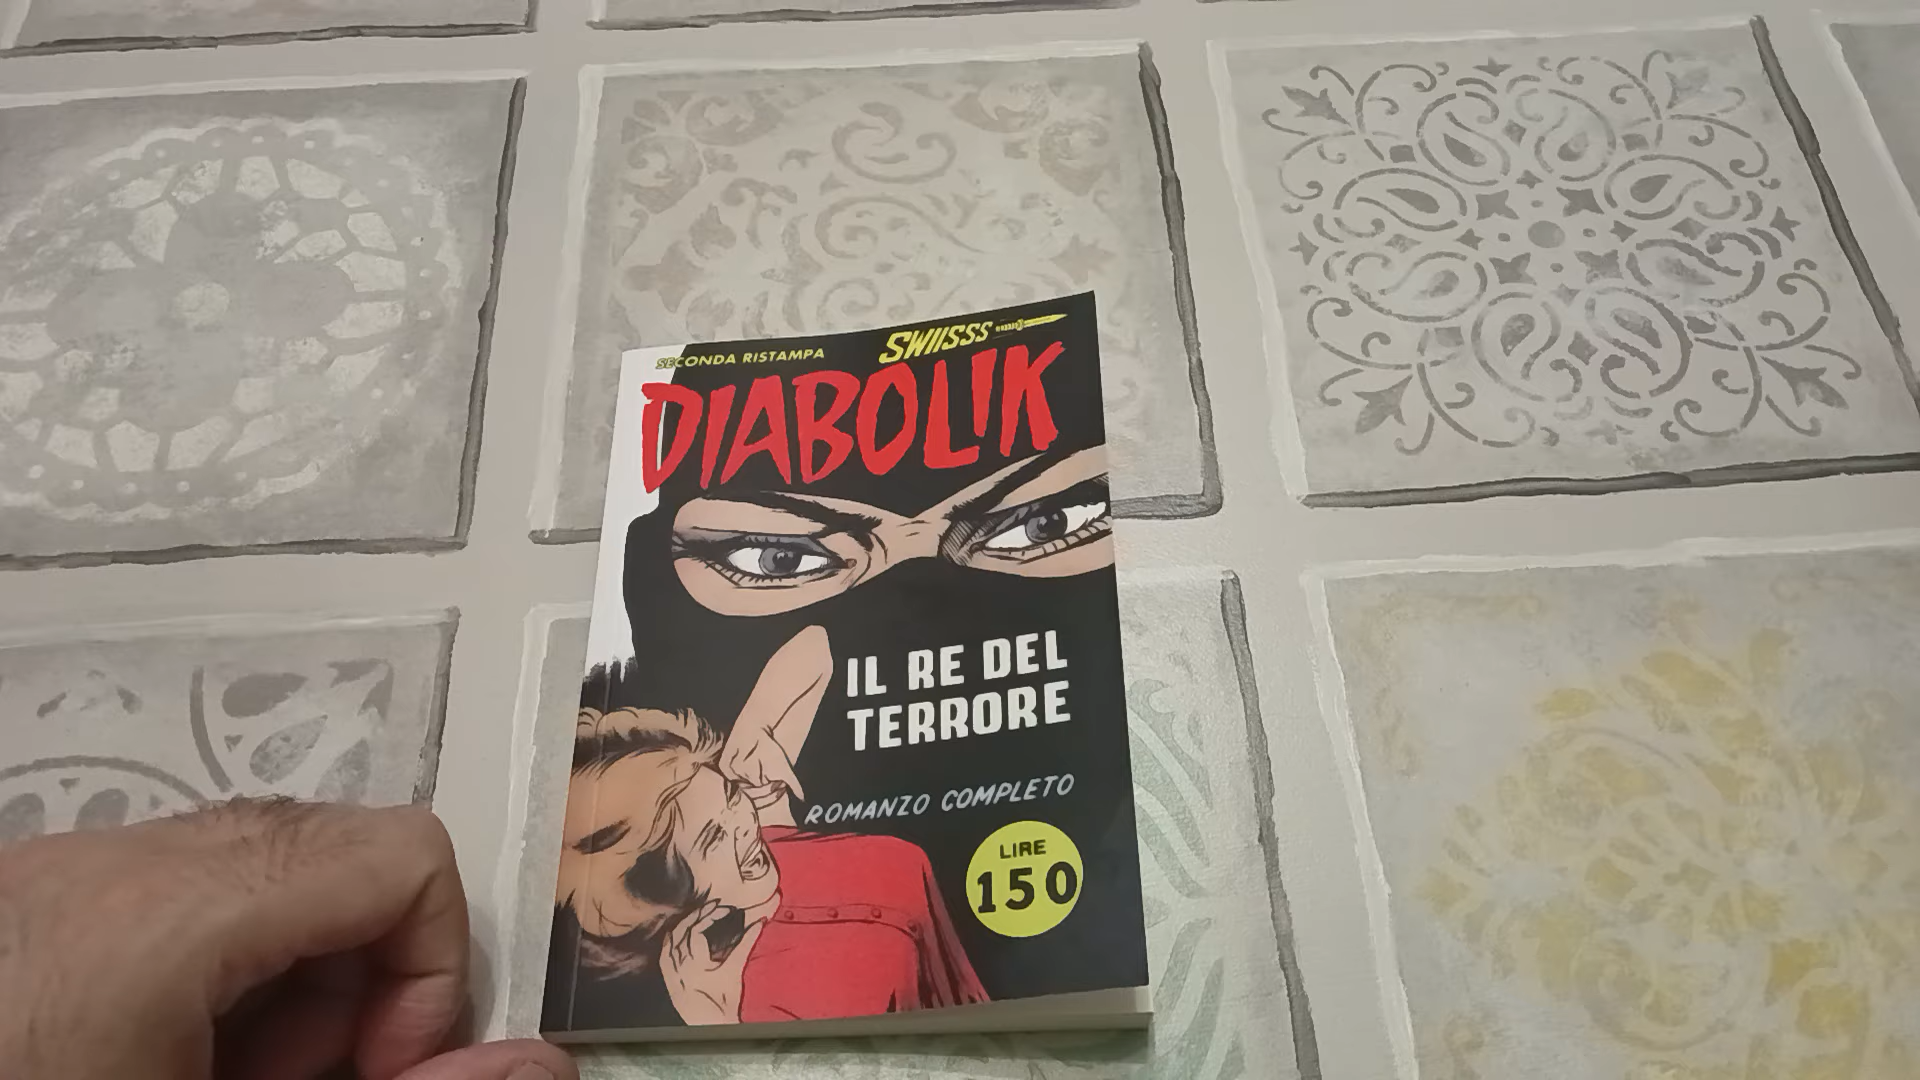 SECONDA RISTAMPA
SWIISSS
DIABOLIK
IL RE DEL
TERRORE
ROMANZO COMPLETO
LIRE
150